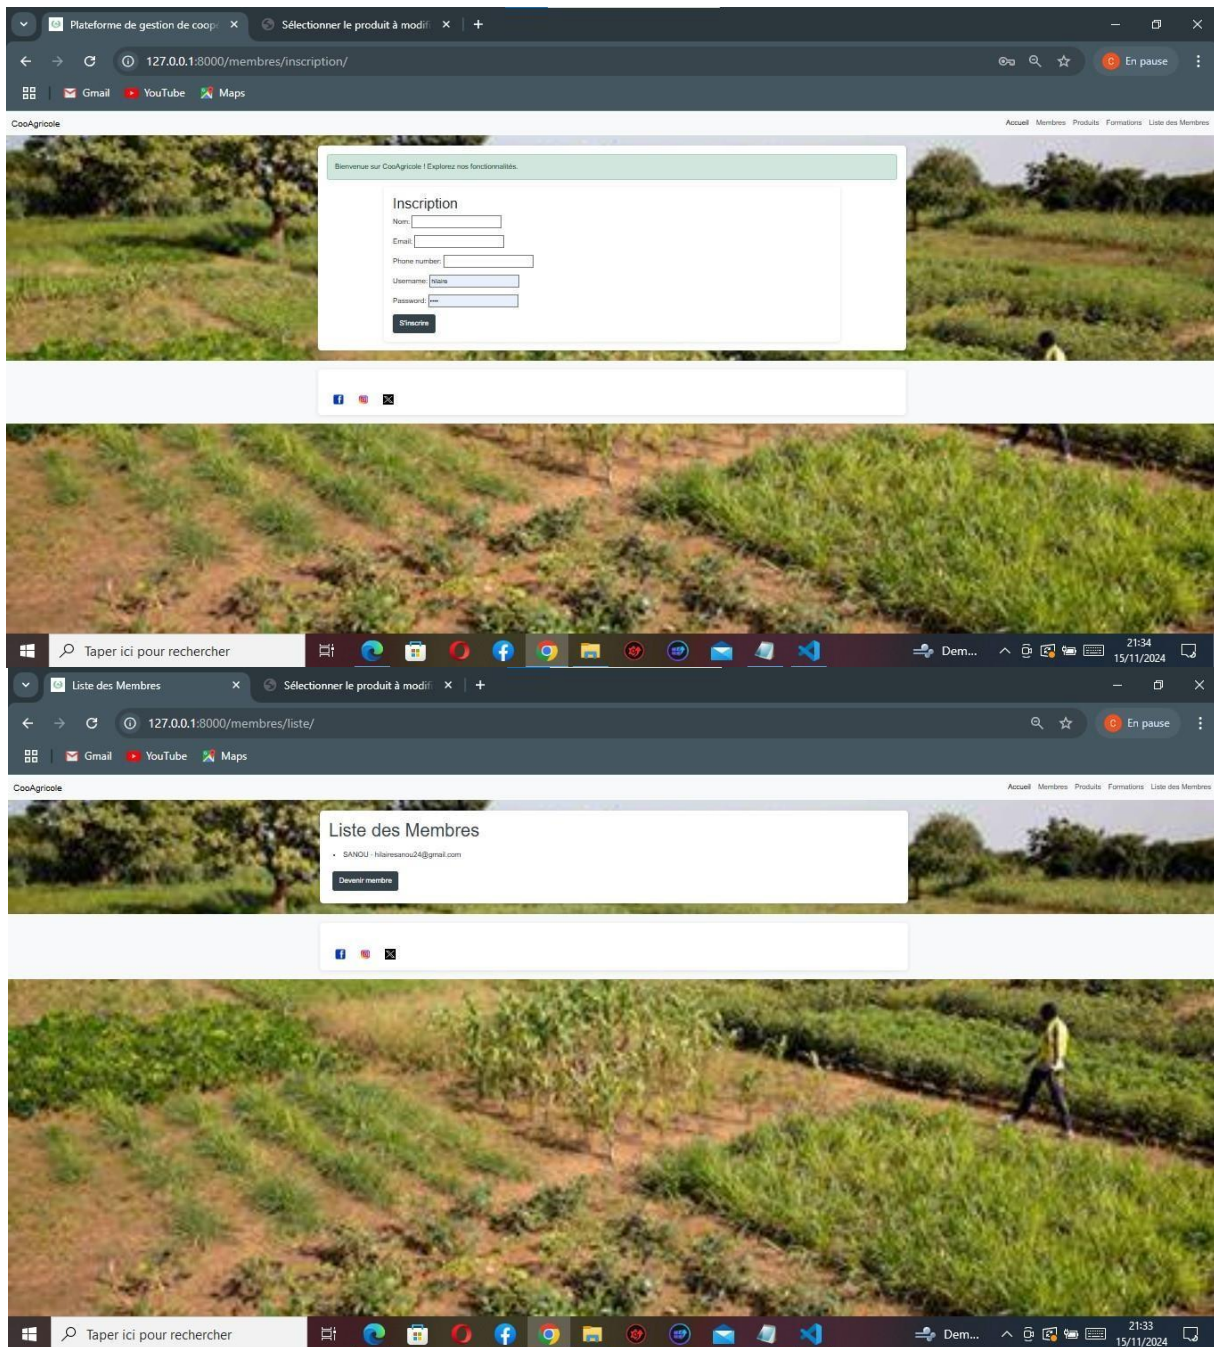 Plateforme de gestion de coopé
Sélectionner le produit à modifi
127.0.0.1:8000/membres/inscription/
En pause
Gmail YouTube Maps
CooAgricole
Accueil Membres Produits Formations Liste des Membres
Bienvenue sur CooAgricole ! Explorez nos fonctionnalités.
Inscription
Nom:
Email:
Phone number:
Username: hilaire
Password:
S'inscrire
Taper ici pour rechercher
Dem...
21:34
15/11/2024
Liste des Membres
Sélectionner le produit à modifi
127.0.0.1:8000/membres/liste/
En pause
Gmail YouTube Maps
CooAgricole
Accueil Membres Produits Formations Liste des Membres
Liste des Membres
SANOU - hilairesanou24@gmail.com
Devenir membre
Taper ici pour rechercher
Dem...
21:33
15/11/2024